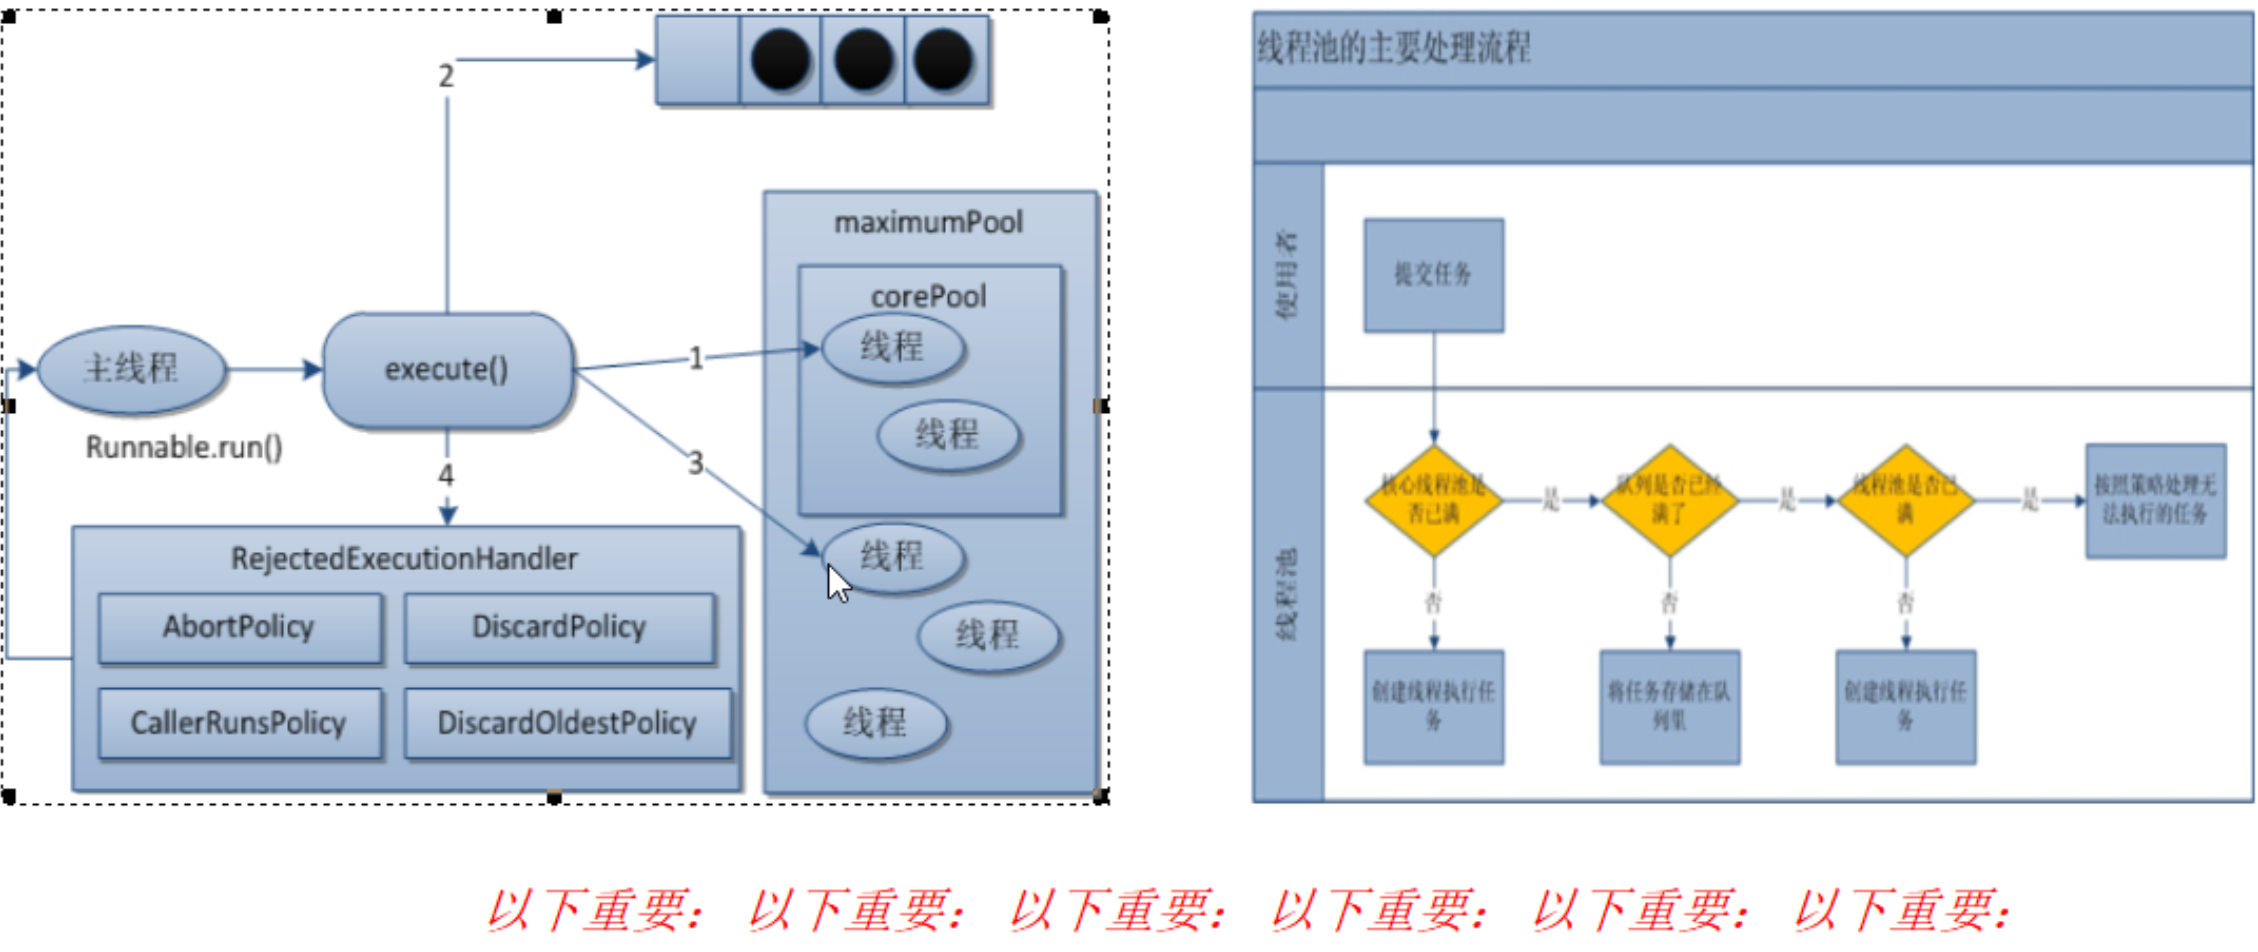 2
maximumPool
corePool
线程
线程
1
主线程
execute()
Runnable.run()
3
4
线程
线程
线程
RejectedExecutionHandler
AbortPolicy
DiscardPolicy
CallerRunsPolicy
DiscardOldestPolicy
线程池的主要处理流程
使用者
提交任务
线程池
核心线程池是
否已满
是
队列是否已经
满了
是
线程池是否已
满
是
按照策略处理无
法执行的任务
否
否
否
创建线程执行任
务
将任务存储在队
列里
创建线程执行任
务
以下重要: 以下重要: 以下重要: 以下重要: 以下重要: 以下重要: